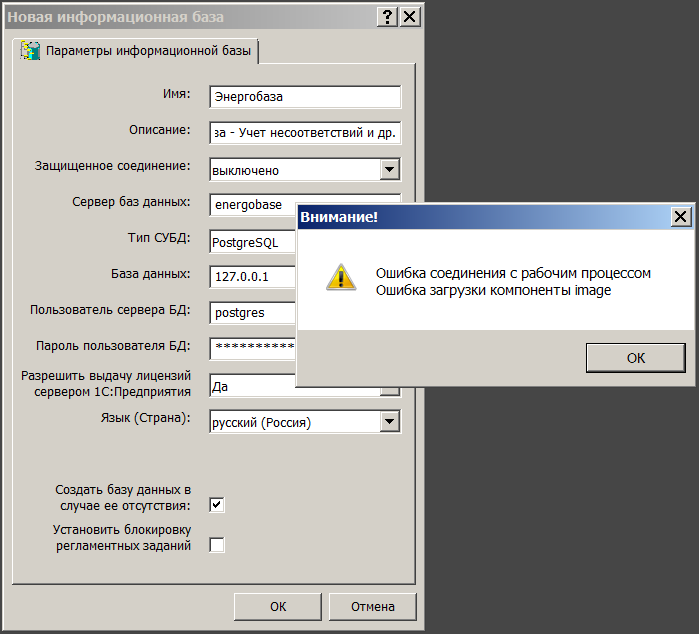 Новая информационная база
Параметры информационной базы
Имя: Энергобаза
Описание: за - Учет несоответствий и др.
Защищенное соединение: выключено
Сервер баз данных: energobase
Тип СУБД: PostgreSQL
База данных: 127.0.0.1
Пользователь сервера БД: postgres
Пароль пользователя БД: **********
Разрешить выдачу лицензий
сервером 1С:Предприятия Да
Язык (Страна): русский (Россия)
Создать базу данных в
случае ее отсутствия:
Установить блокировку
регламентных заданий
ОК Отмена
Внимание!
Ошибка соединения с рабочим процессом
Ошибка загрузки компоненты image
ОК